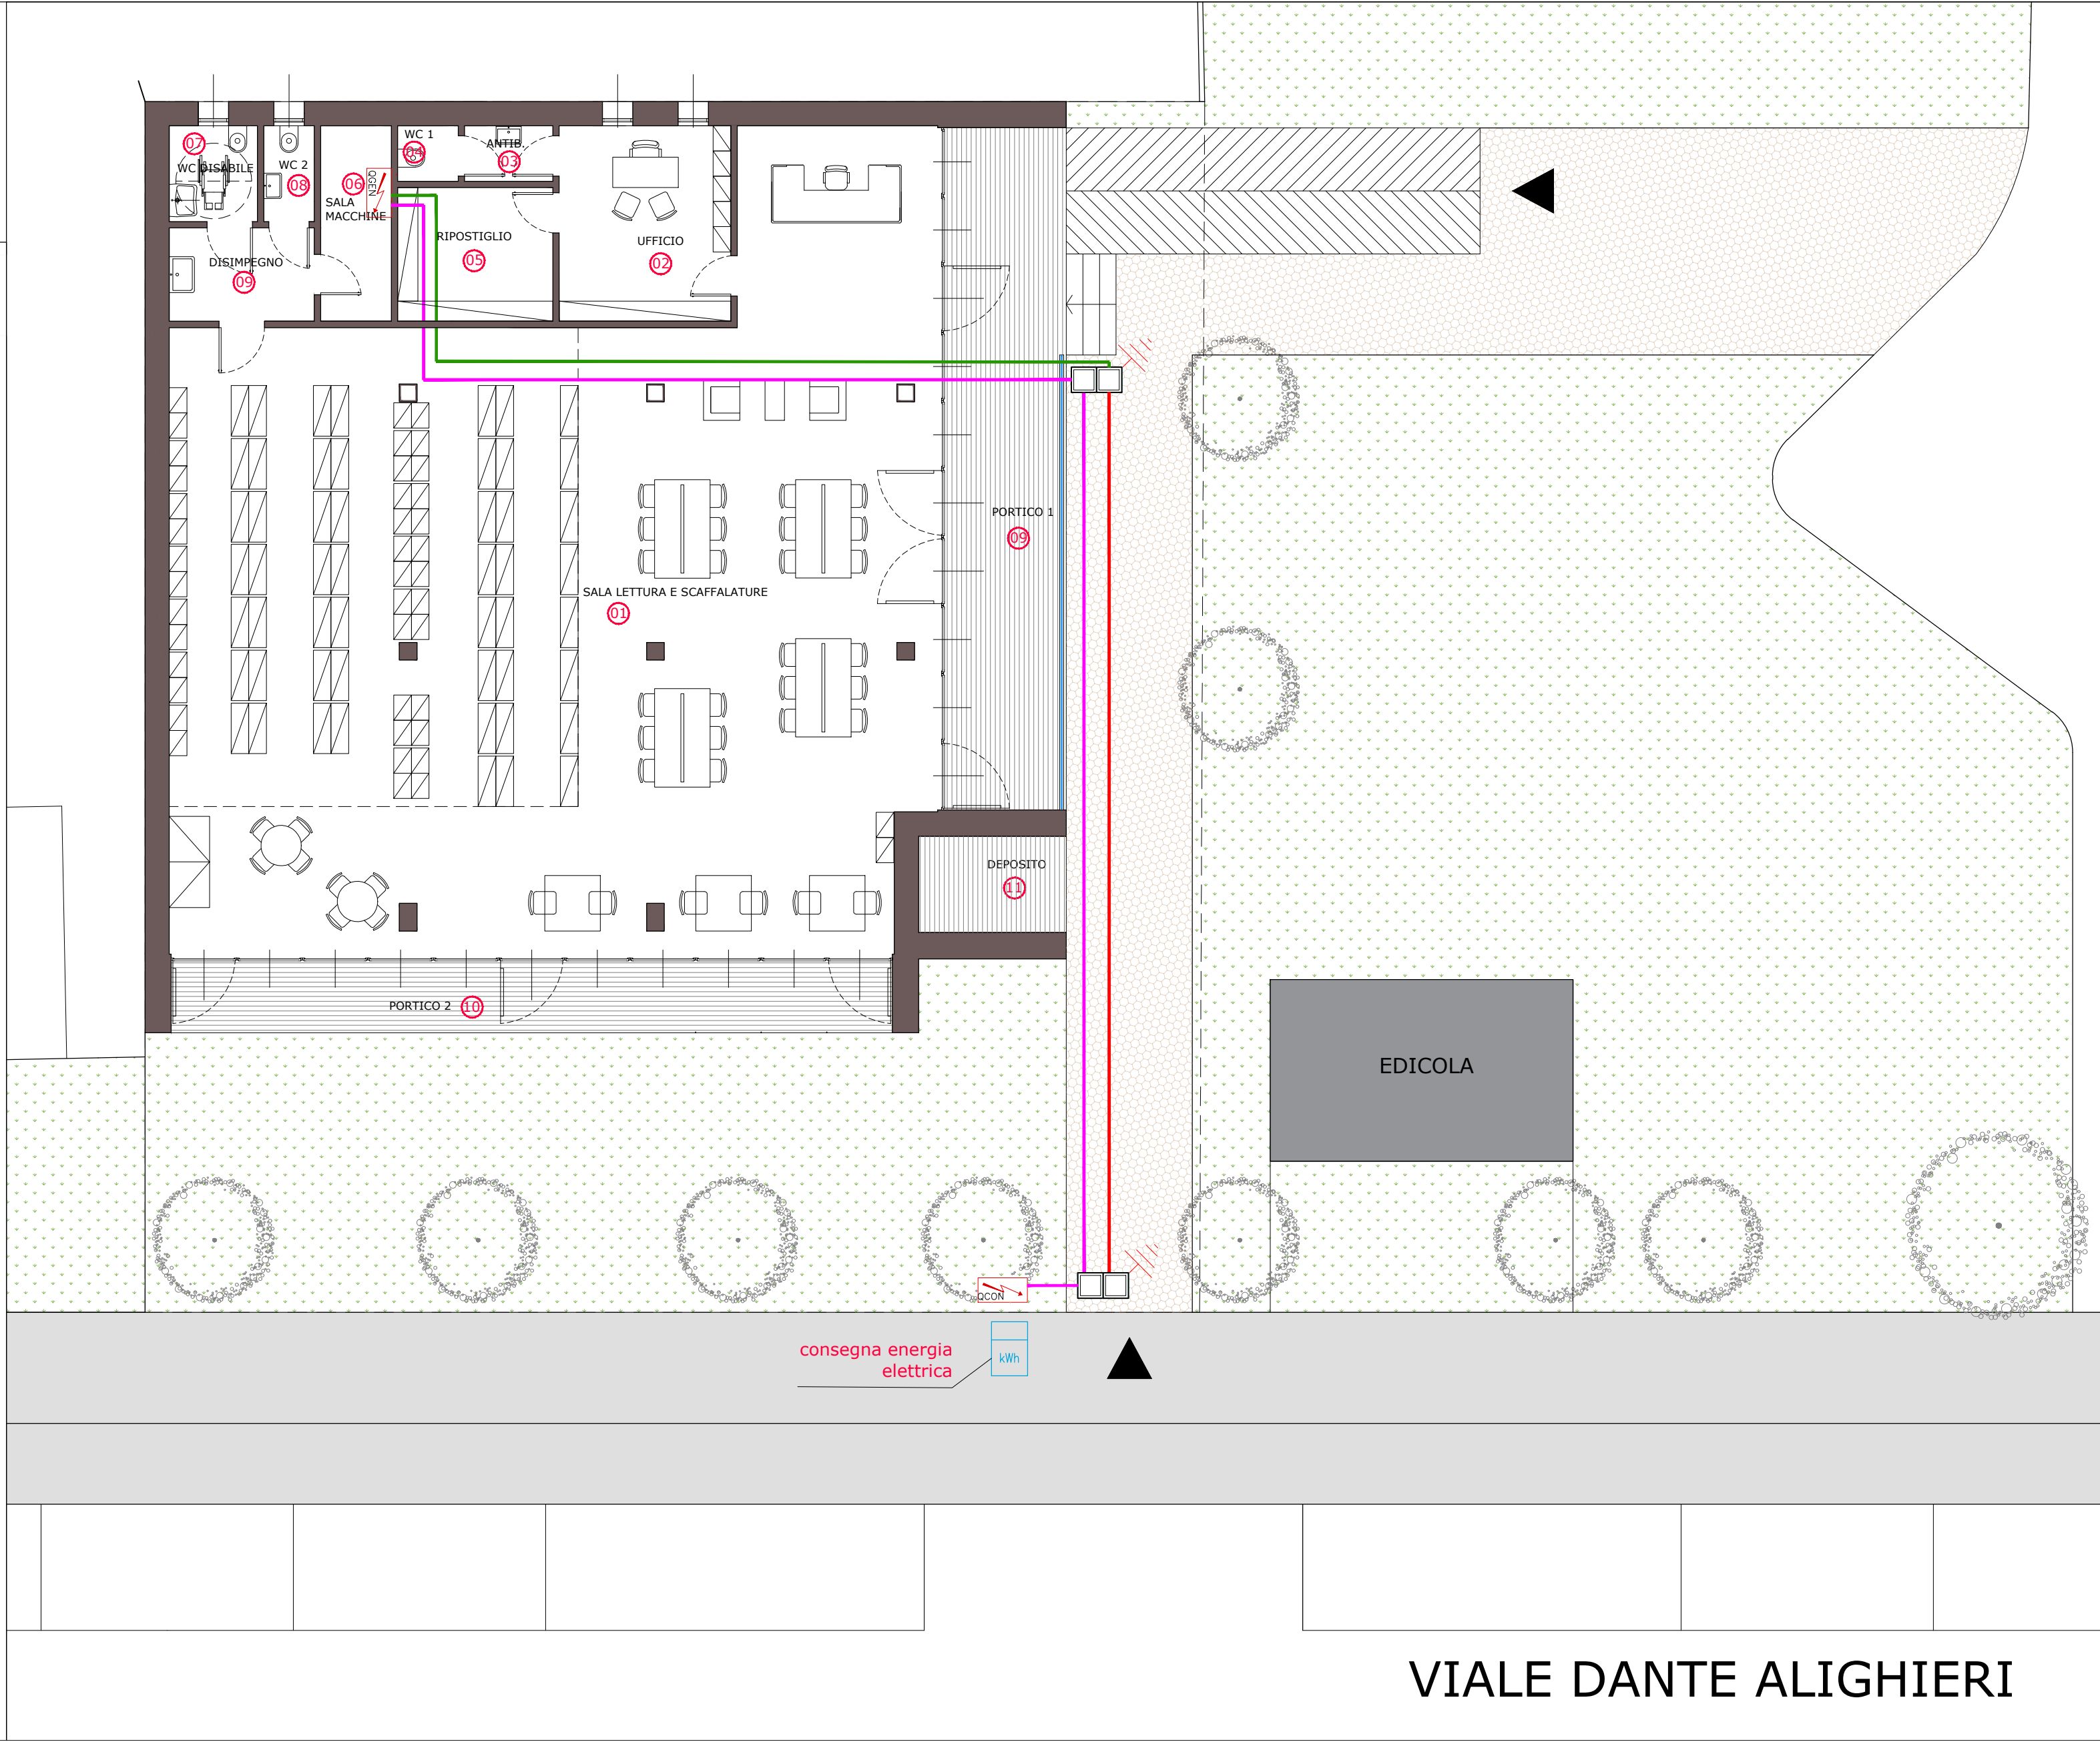 07
WC DISABILE
WC 2
08
06
QGEN
SALA
MACCHINE
WC 1
04
ANTIB.
03
RIPOSTIGLIO
05
UFFICIO
02
DISIMPEGNO
09
PORTICO 1
09
SALA LETTURA E SCAFFALATURE
01
DEPOSITO
11
PORTICO 2
10
EDICOLA
QCON
consegna energia
elettrica
kWh
VIALE DANTE ALIGHIERI